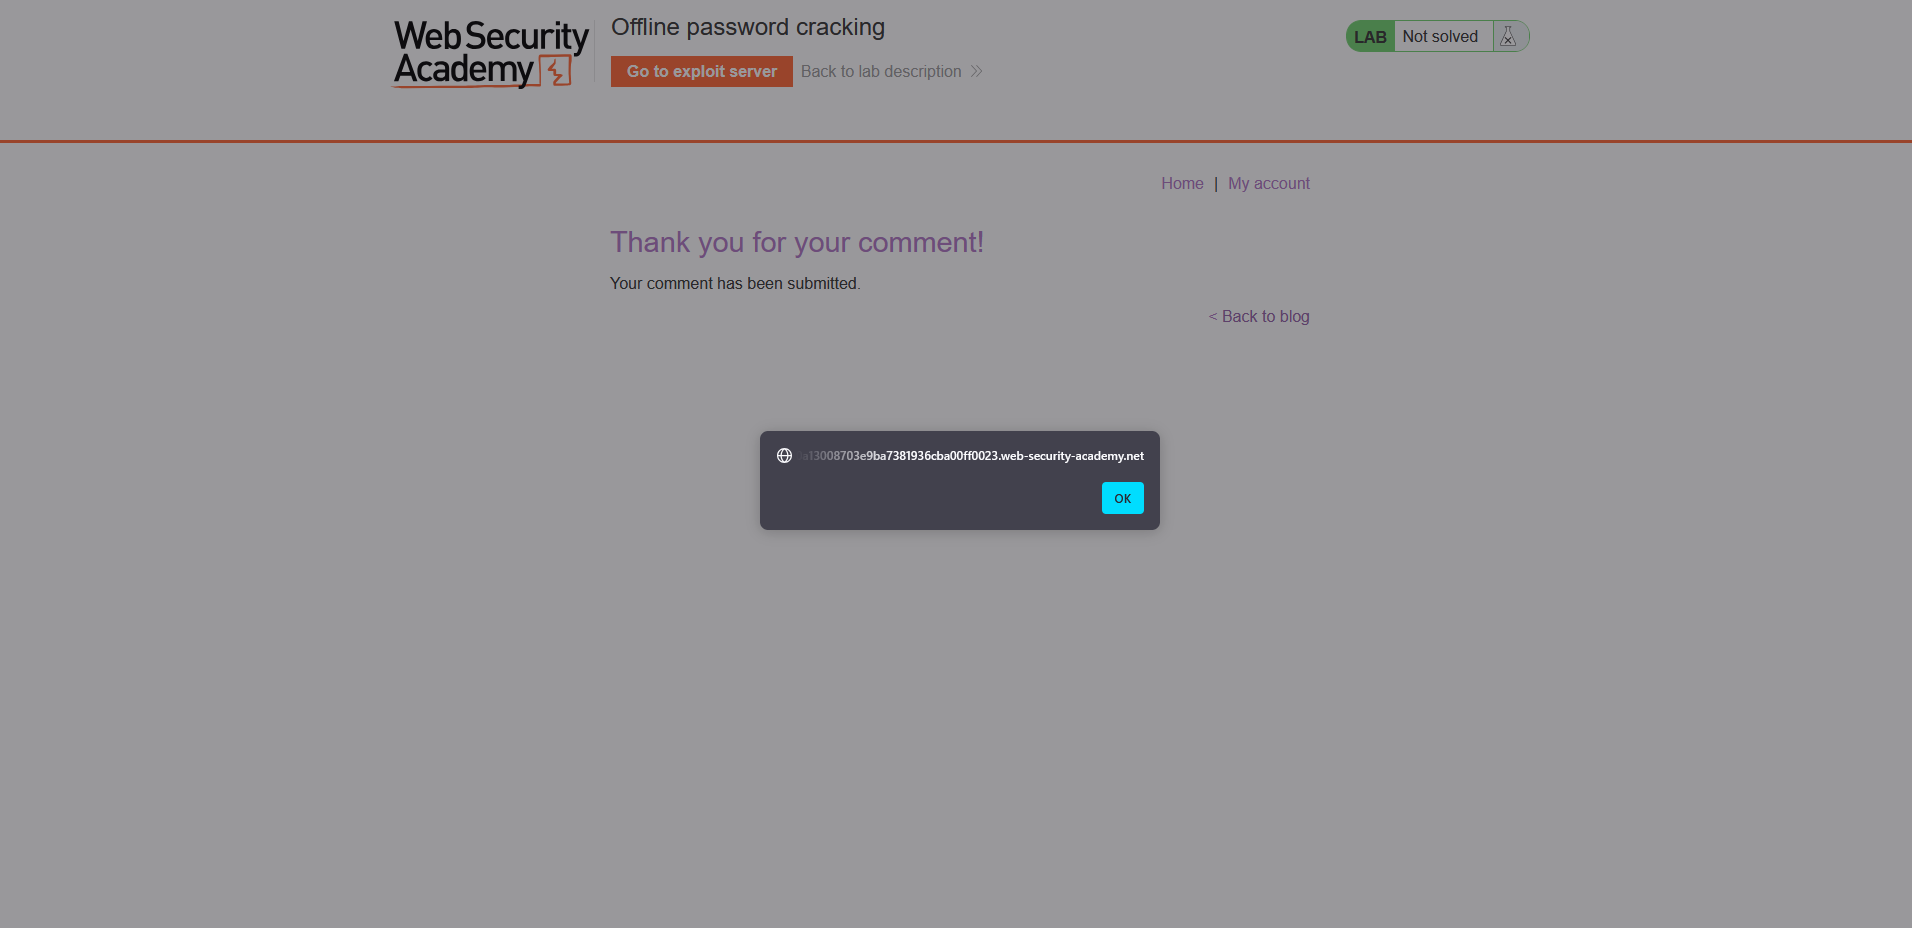 Web Security
Academy
Offline password cracking
Go to exploit server
Back to lab description
LAB
Not solved
Home | My account
Thank you for your comment!
Your comment has been submitted.
< Back to blog
a13008703e9ba7381936cba00ff0023.web-security-academy.net
OK